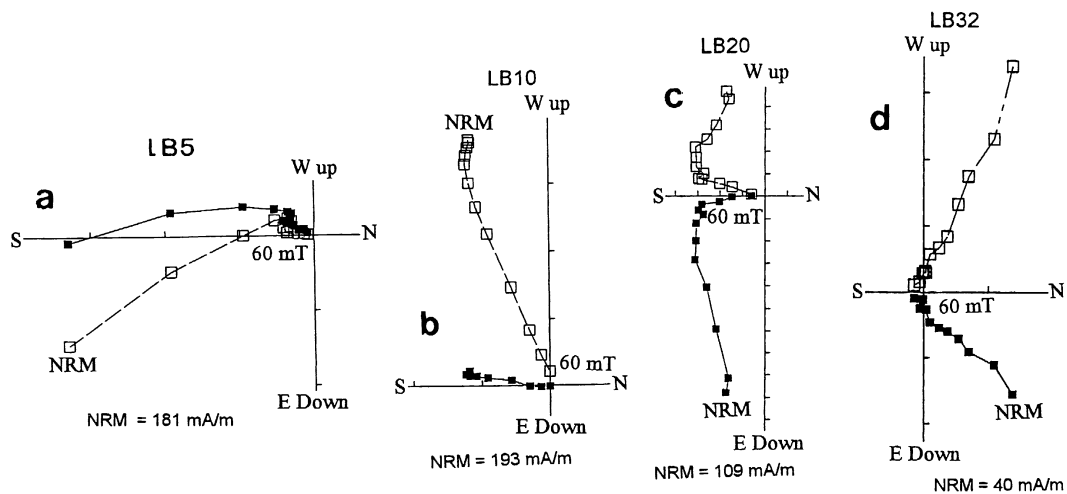 LB5
a
W up
S
N
60 mT
NRM
E Down
NRM = 181 mA/m
LB10
W up
NRM
b
60 mT
S
N
E Down
NRM = 193 mA/m
LB20
W up
c
S
N
60 mT
NRM
E Down
NRM = 109 mA/m
LB32
W up
d
S
N
60 mT
NRM
E Down
NRM = 40 mA/m